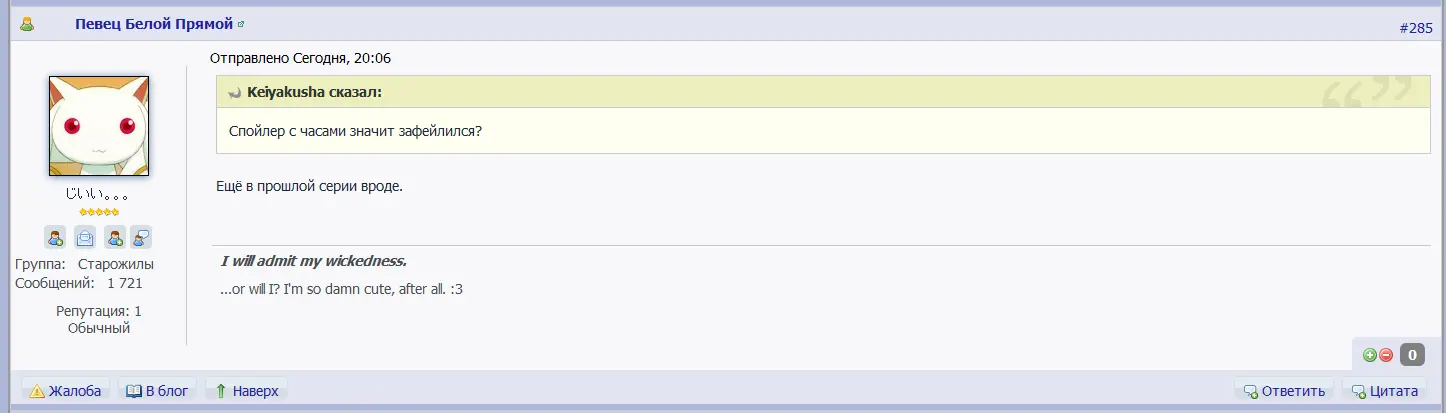 Певец Белой Прямой
#285
Отправлено Сегодня, 20:06
Keiyakusha сказал:
Спойлер с часами значит зафейлился?
Ещё в прошлой серии вроде.
じいい。。。
Группа: Старожилы
Сообщений: 1 721
Репутация: 1
Обычный
I will admit my wickedness.
...or will I? I'm so damn cute, after all. :3
0
Жалоба В блог Наверх Ответить Цитата